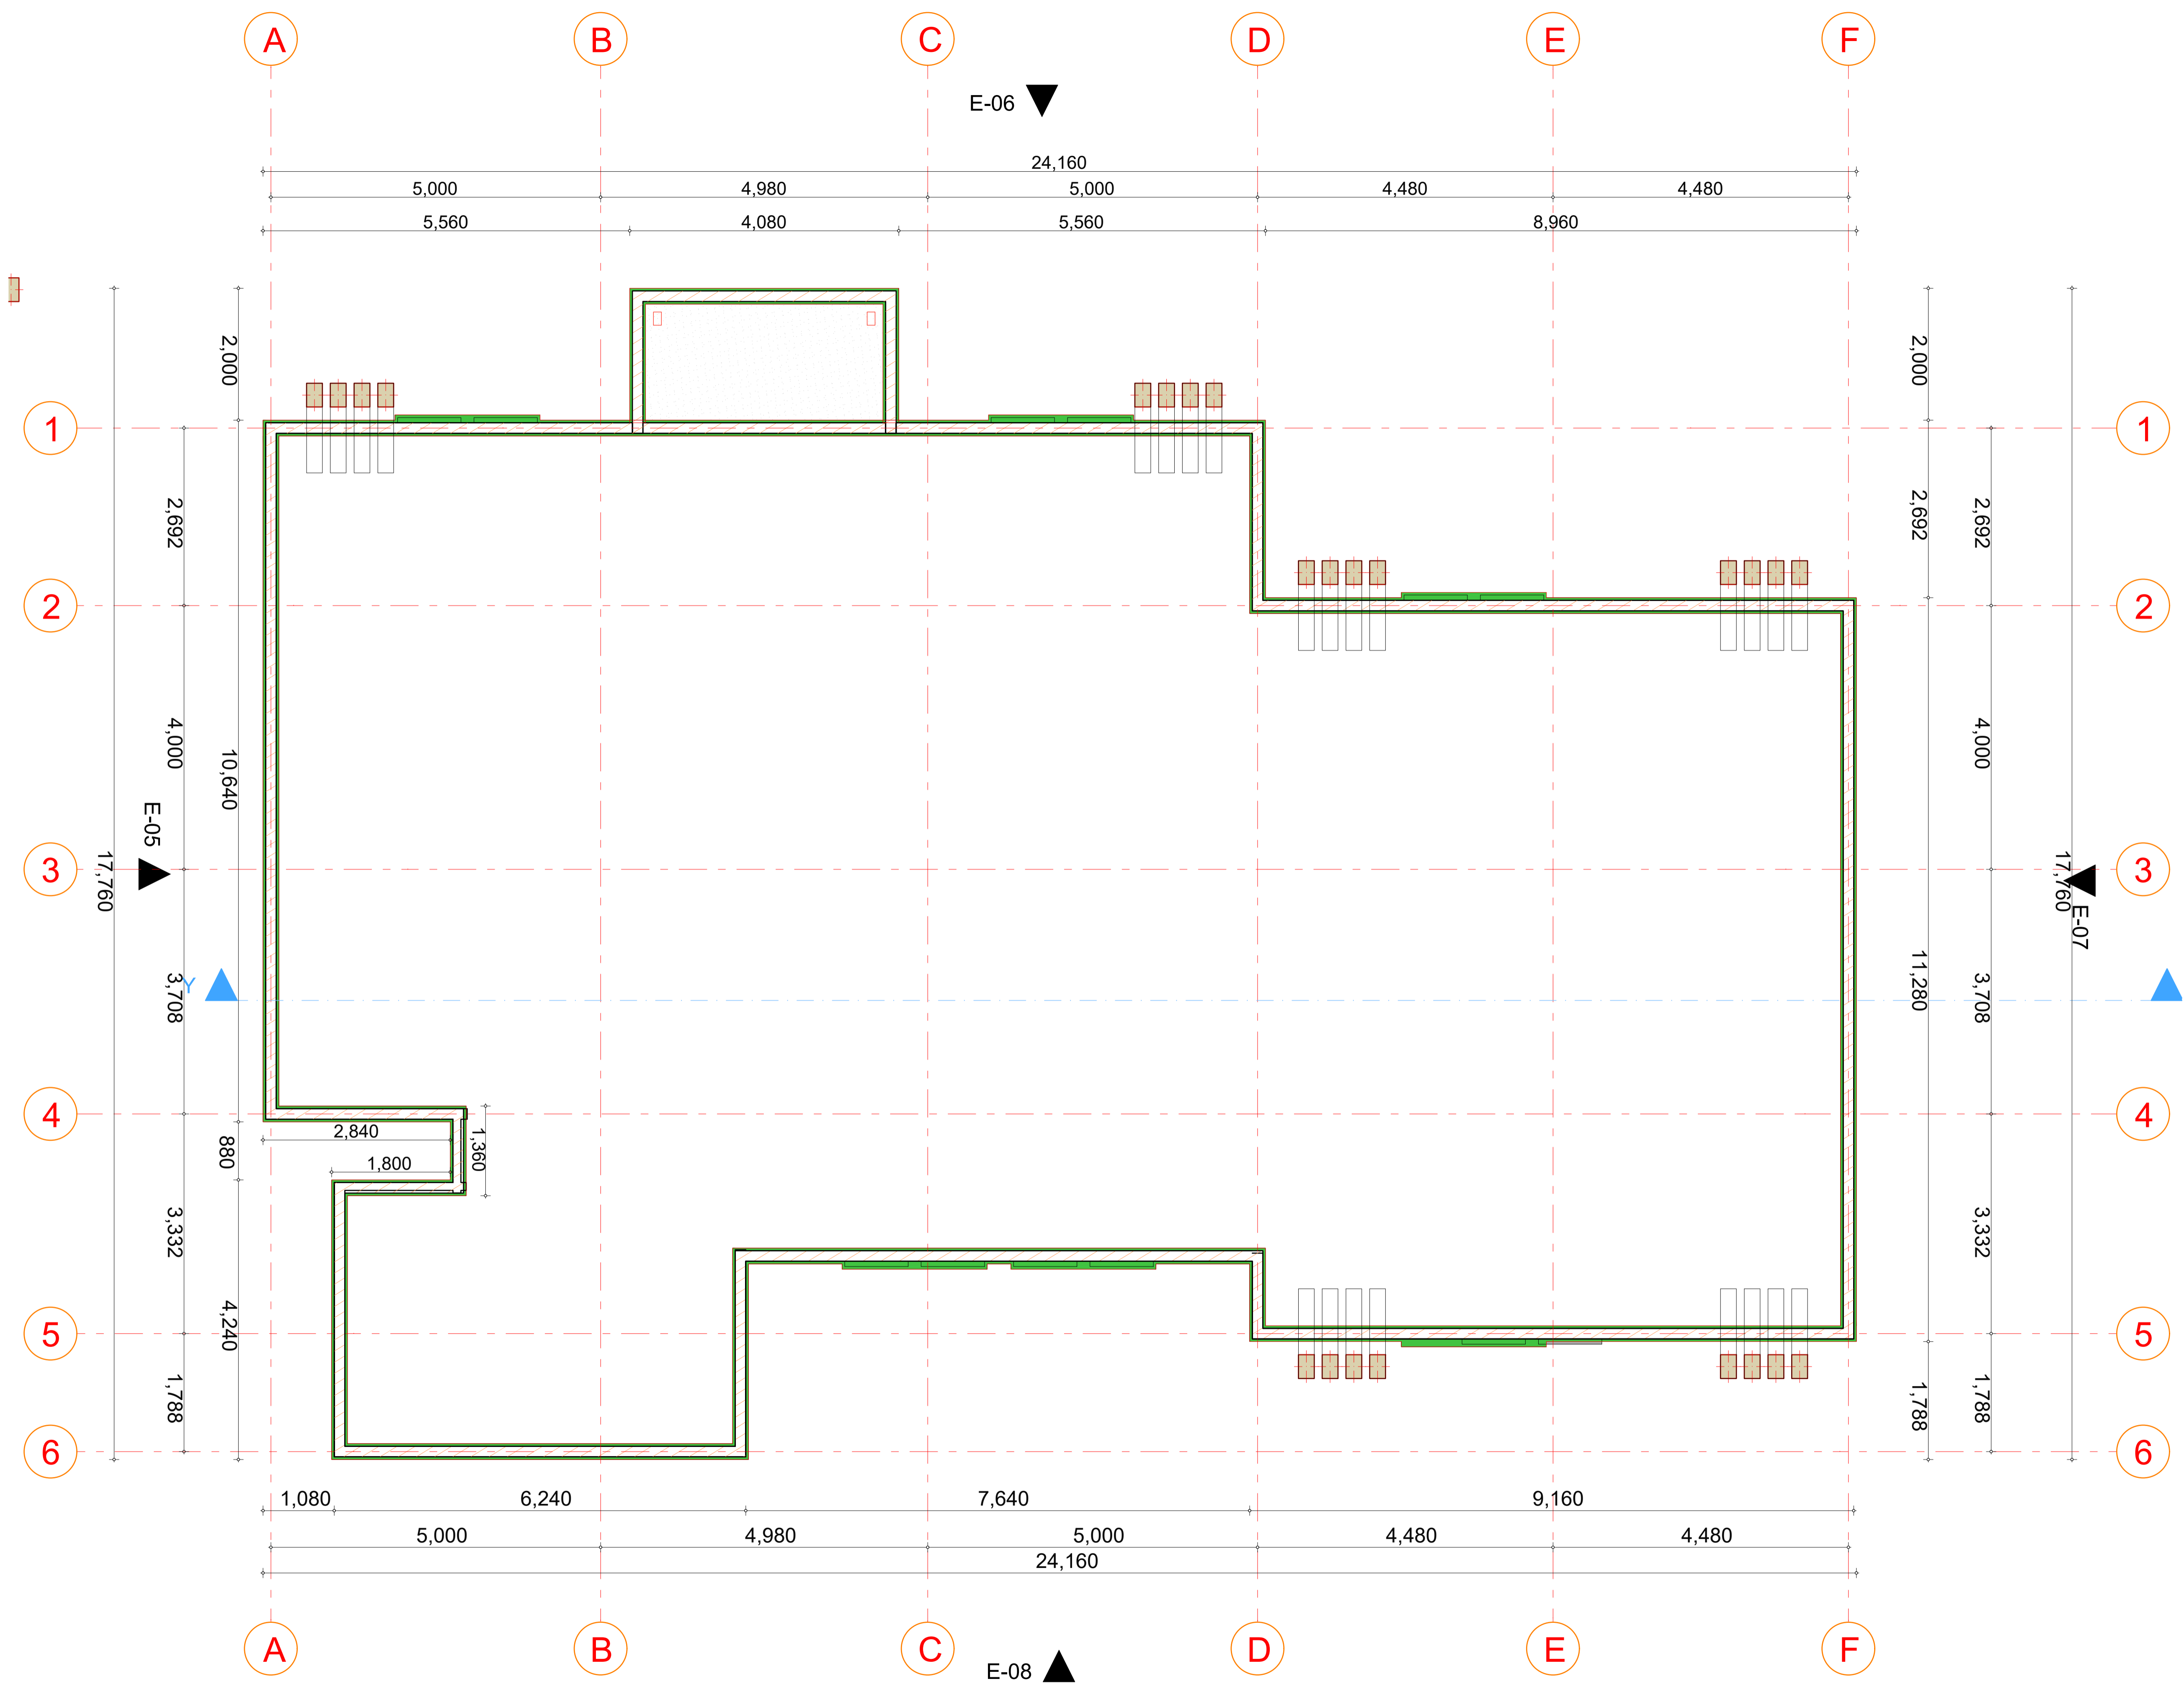 A B C D E F
E-06
24,160
5,000 4,980 5,000 4,480 4,480
5,560 4,080 5,560 8,960
2,000 2,000
1 1
2,692 2,692 2,692
2 2
4,000 4,000
10,640
E-05
17,760 17,760
3 3
E-07
11,280
Y
3,708 3,708
4 4
2,840
880 1,360
1,800
3,332 3,332
4,240
5 5
1,788 1,788 1,788
6 6
1,080 6,240 7,640 9,160
5,000 4,980 5,000 4,480 4,480
24,160
A B C D E F
E-08